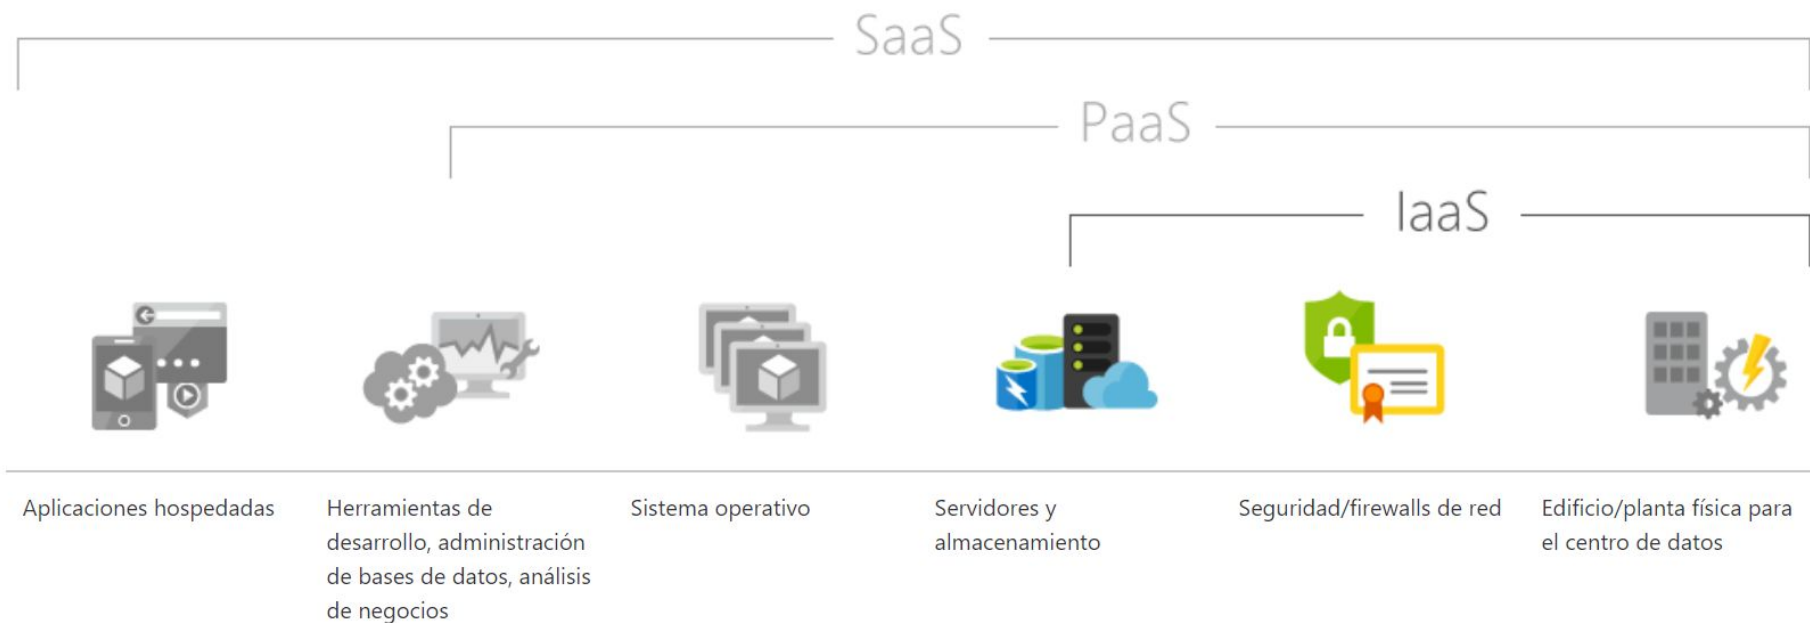 SaaS
PaaS
IaaS
Aplicaciones hospedadas
Herramientas de
desarrollo, administración
de bases de datos, análisis
de negocios
Sistema operativo
Servidores y
almacenamiento
Seguridad/firewalls de red
Edificio/planta física para
el centro de datos